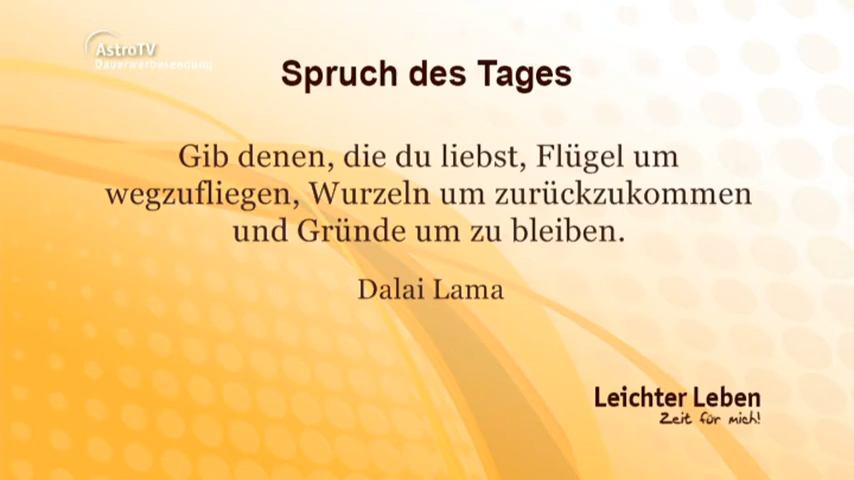 AstroTV
Dauerwerbesendung
Spruch des Tages
Gib denen, die du liebst, Flügel um
wegzufliegen, Wurzeln um zurückzukommen
und Gründe um zu bleiben.
Dalai Lama
Leichter Leben
Zeit für mich!